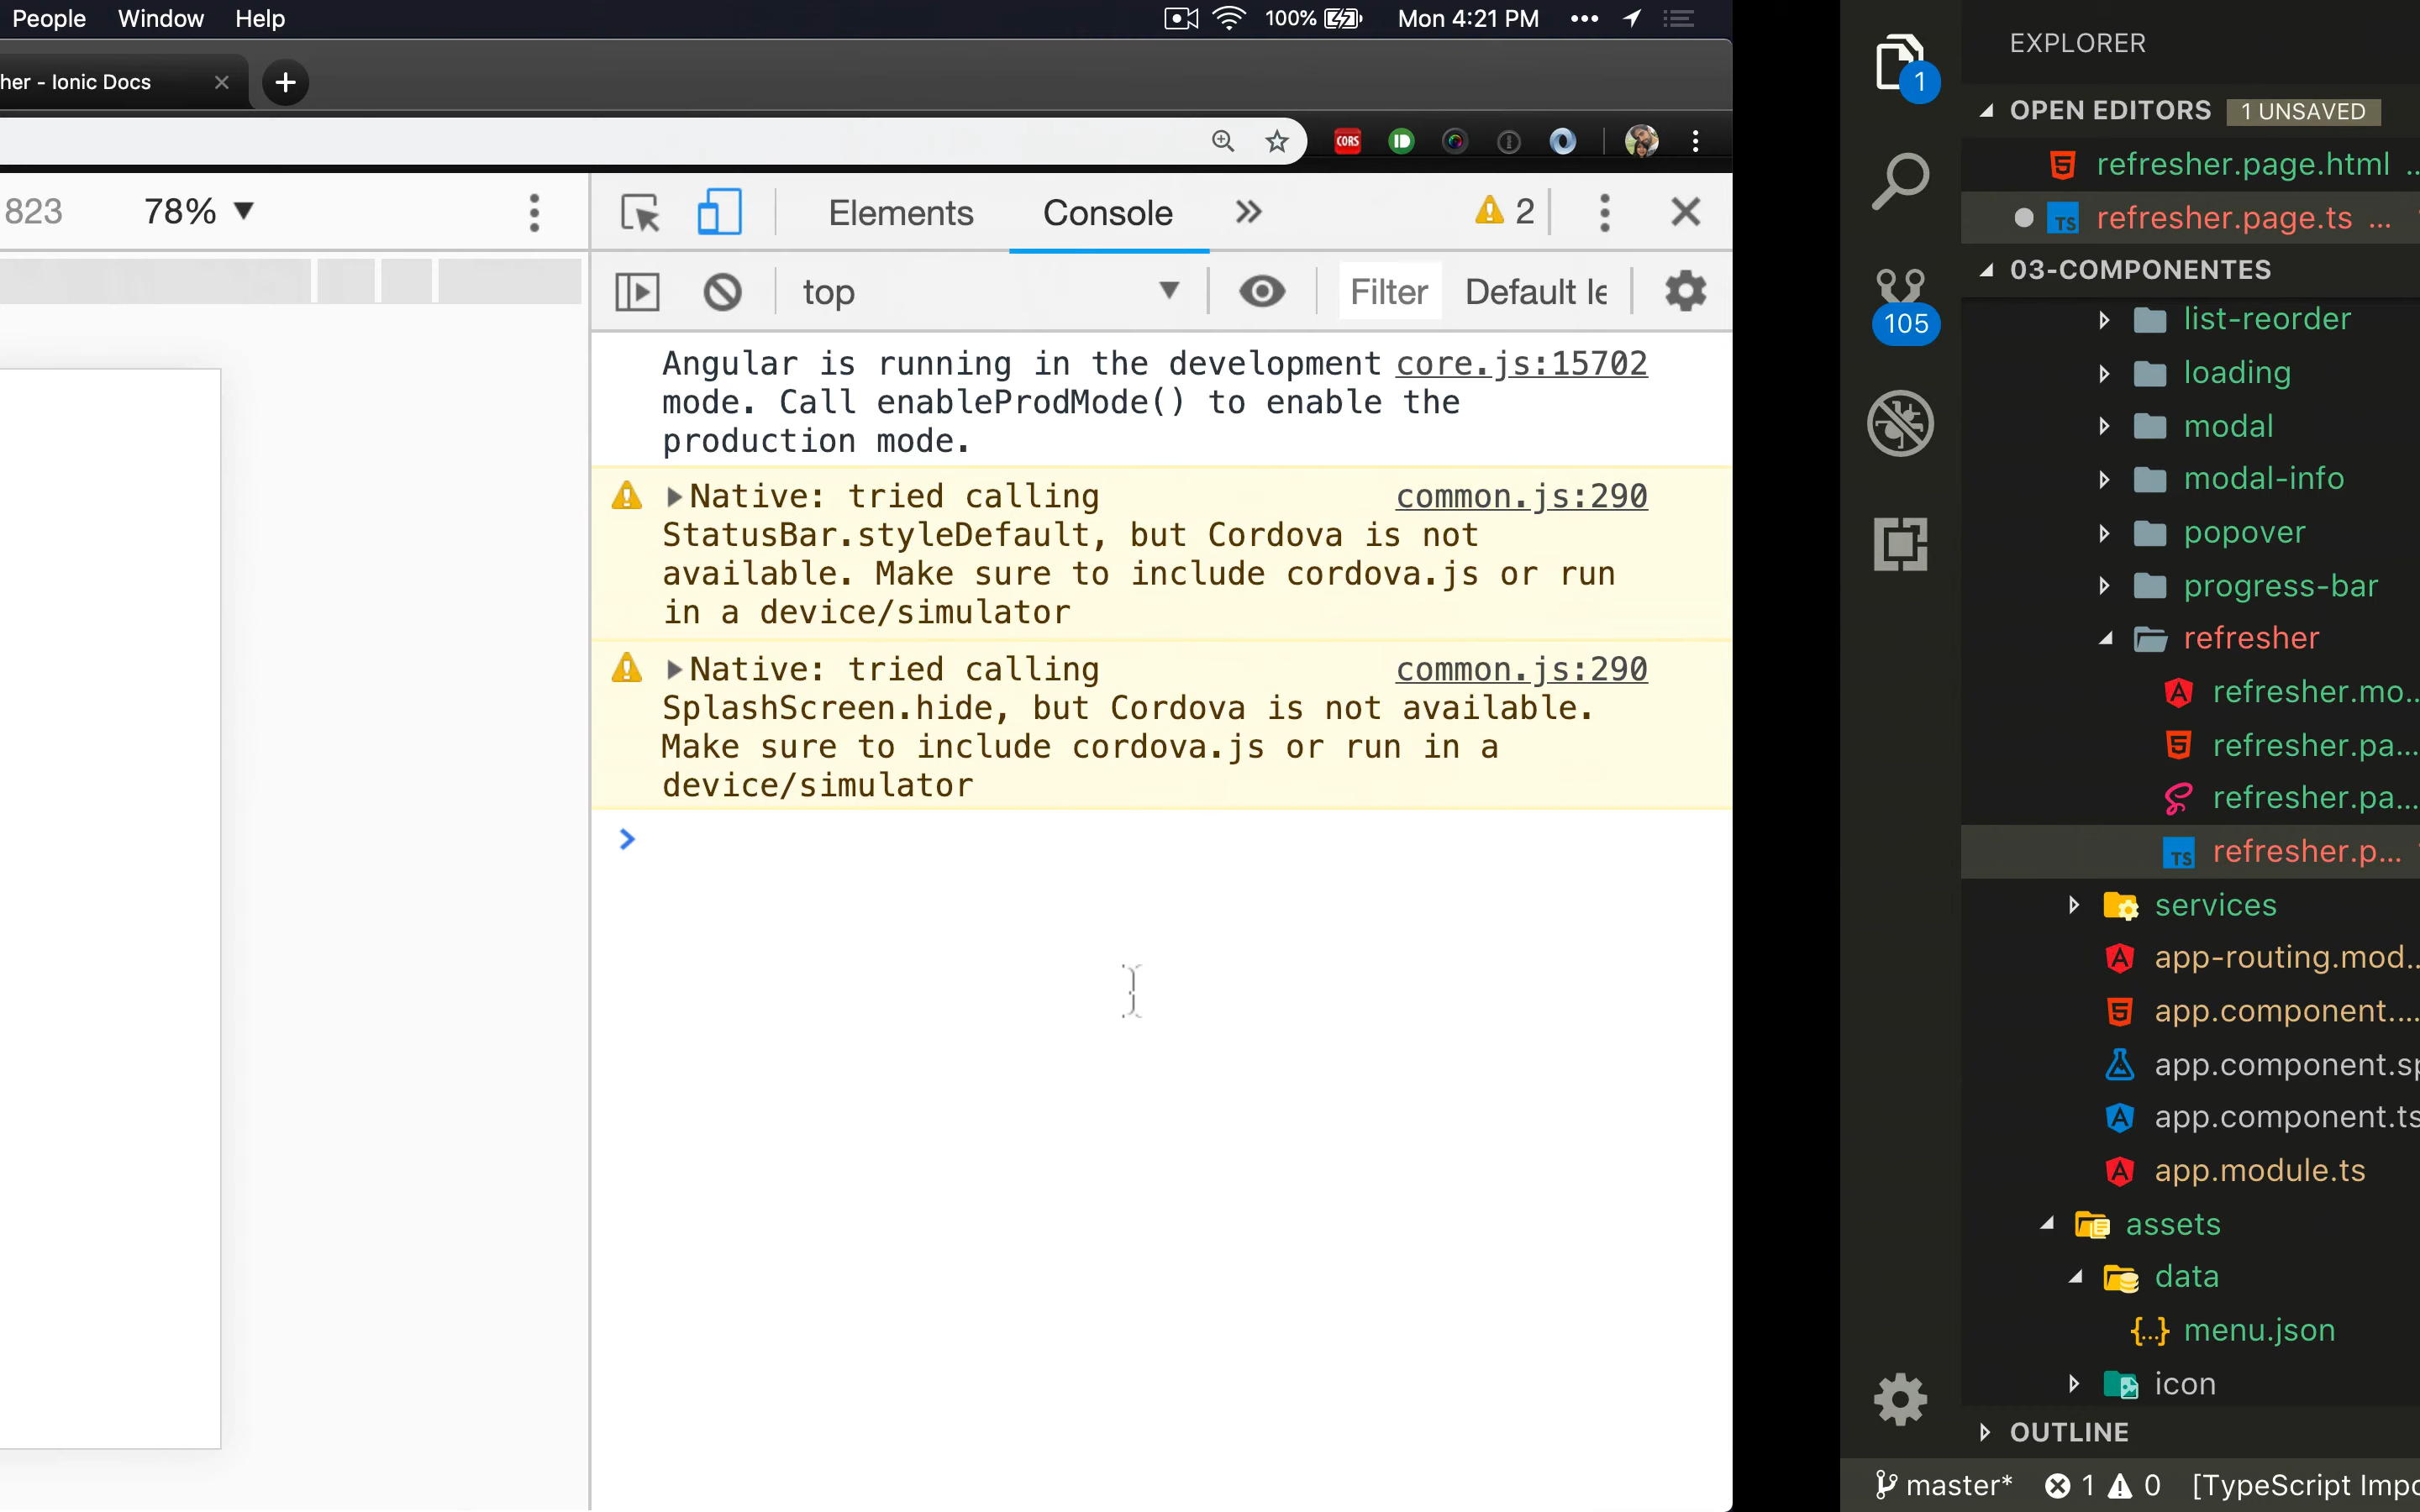 People Window Help 100% Mon 4:21 PM
her - Ionic Docs
CORS
823 78% Elements Console 2
top Filter Default le
Angular is running in the development core.js:15702
mode. Call enableProdMode() to enable the
production mode.
Native: tried calling common.js:290
StatusBar.styleDefault, but Cordova is not
available. Make sure to include cordova.js or run
in a device/simulator
Native: tried calling common.js:290
SplashScreen.hide, but Cordova is not available.
Make sure to include cordova.js or run in a
device/simulator
EXPLORER
1
OPEN EDITORS 1 UNSAVED
refresher.page.html ...
TS refresher.page.ts ...
03-COMPONENTES
105
list-reorder
loading
modal
modal-info
popover
progress-bar
refresher
refresher.mo...
refresher.pa...
refresher.pa...
TS refresher.p...
services
app-routing.mod...
app.component....
app.component.sp
app.component.ts
app.module.ts
assets
data
{...} menu.json
icon
OUTLINE
master* 1 0 [TypeScript Impo